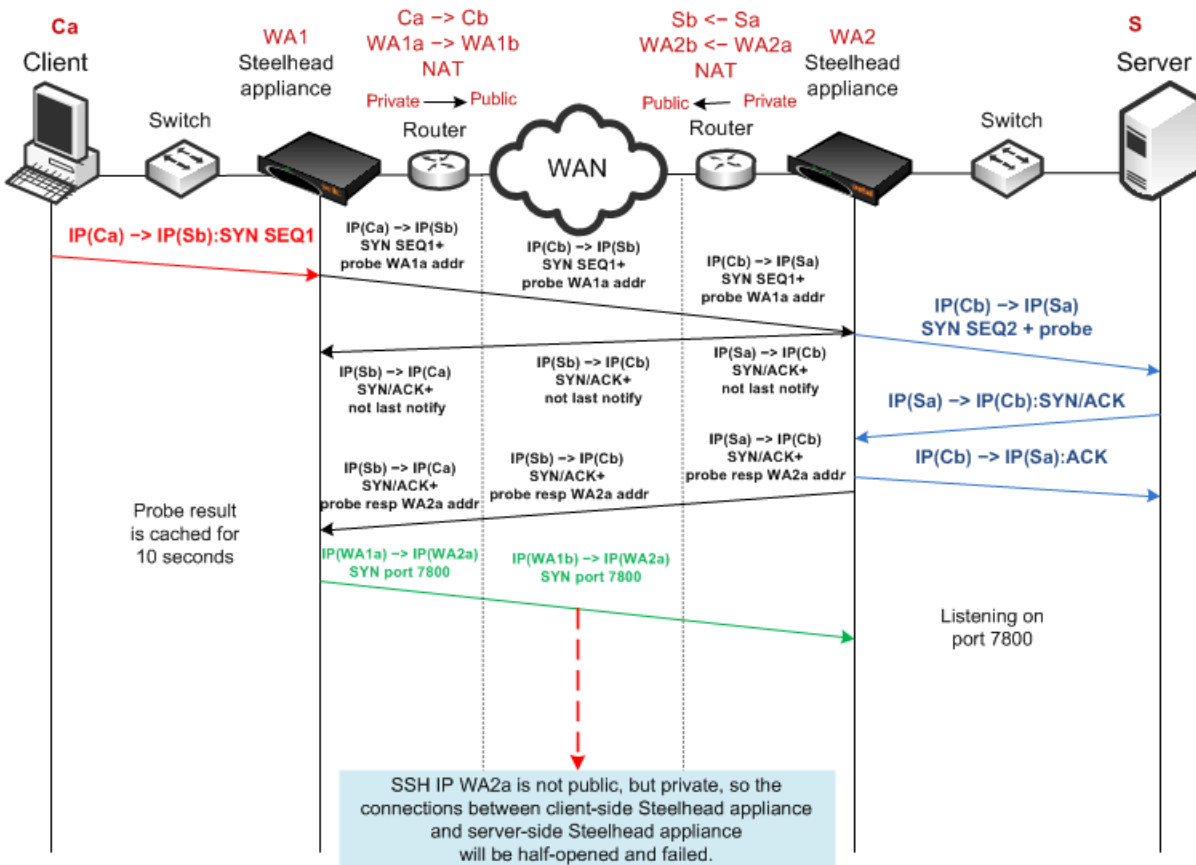 Ca
Client
Switch
WA1
Steelhead
appliance
Ca −> Cb
WA1a −> WA1b
NAT
Private
Public
Router
WAN
Sb <− Sa
WA2b <− WA2a
NAT
Public
Private
Router
WA2
Steelhead
appliance
Switch
S
Server
IP(Ca) −> IP(Sb):SYN SEQ1
IP(Ca) −> IP(Sb)
SYN SEQ1+
probe WA1a addr
IP(Cb) −> IP(Sb)
SYN SEQ1+
probe WA1a addr
IP(Cb) −> IP(Sa)
SYN SEQ1+
probe WA1a addr
IP(Cb) −> IP(Sa)
SYN SEQ2 + probe
IP(Sb) −> IP(Ca)
SYN/ACK+
not last notify
IP(Sb) −> IP(Cb)
SYN/ACK+
not last notify
IP(Sa) −> IP(Cb)
SYN/ACK+
not last notify
IP(Sa) −> IP(Cb):SYN/ACK
IP(Cb) −> IP(Sa):ACK
IP(Sb) −> IP(Ca)
SYN/ACK+
probe resp WA2a addr
IP(Sb) −> IP(Cb)
SYN/ACK+
probe resp WA2a addr
IP(Sa) −> IP(Cb)
SYN/ACK+
probe resp WA2a addr
Probe result
is cached for
10 seconds
IP(WA1a) −> IP(WA2a)
SYN port 7800
IP(WA1b) −> IP(WA2a)
SYN port 7800
Listening on
port 7800
SSH IP WA2a is not public, but private, so the
connections between client-side Steelhead appliance
and server-side Steelhead appliance
will be half-opened and failed.